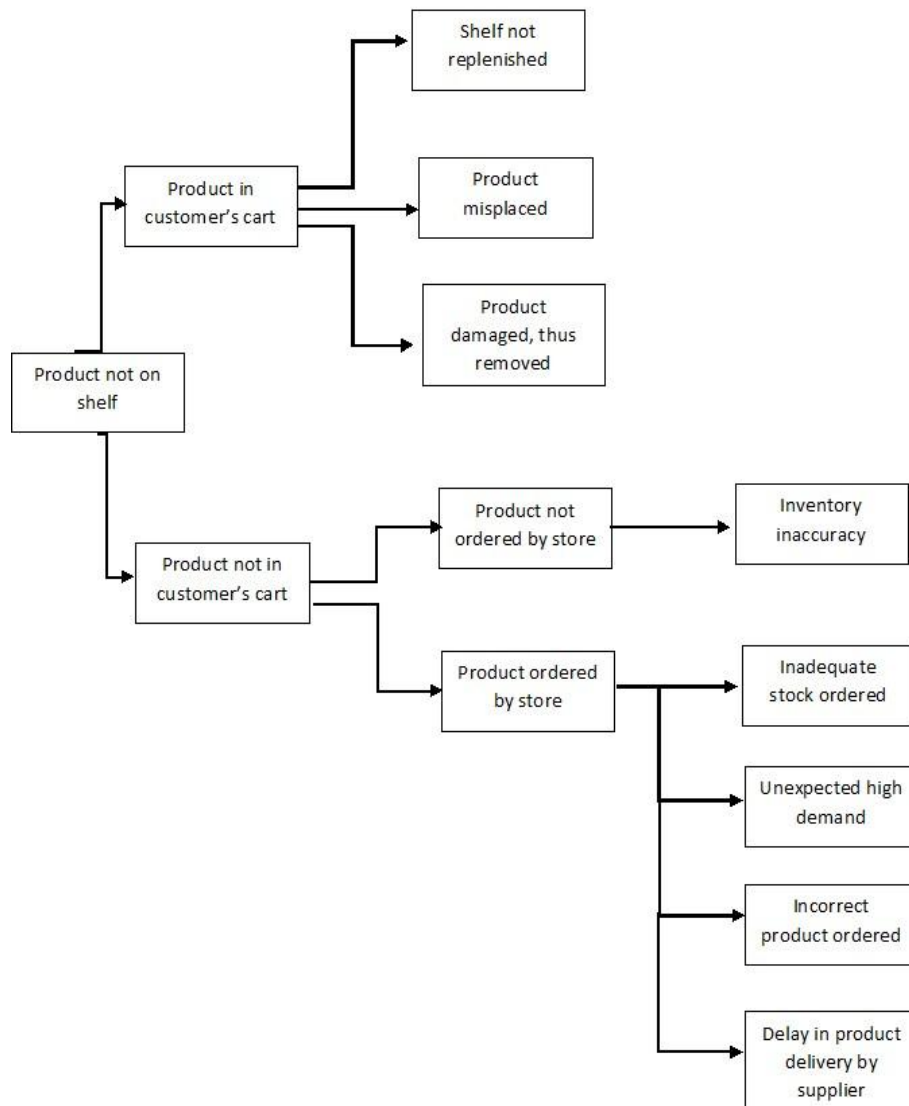 Shelf not
replenished
Product in
customer's cart
Product
misplaced
Product
damaged, thus
removed
Product not on
shelf
Product not
ordered by store
Inventory
inaccuracy
Product not in
customer's cart
Product ordered
by store
Inadequate
stock ordered
Unexpected high
demand
Incorrect
product ordered
Delay in product
delivery by
supplier